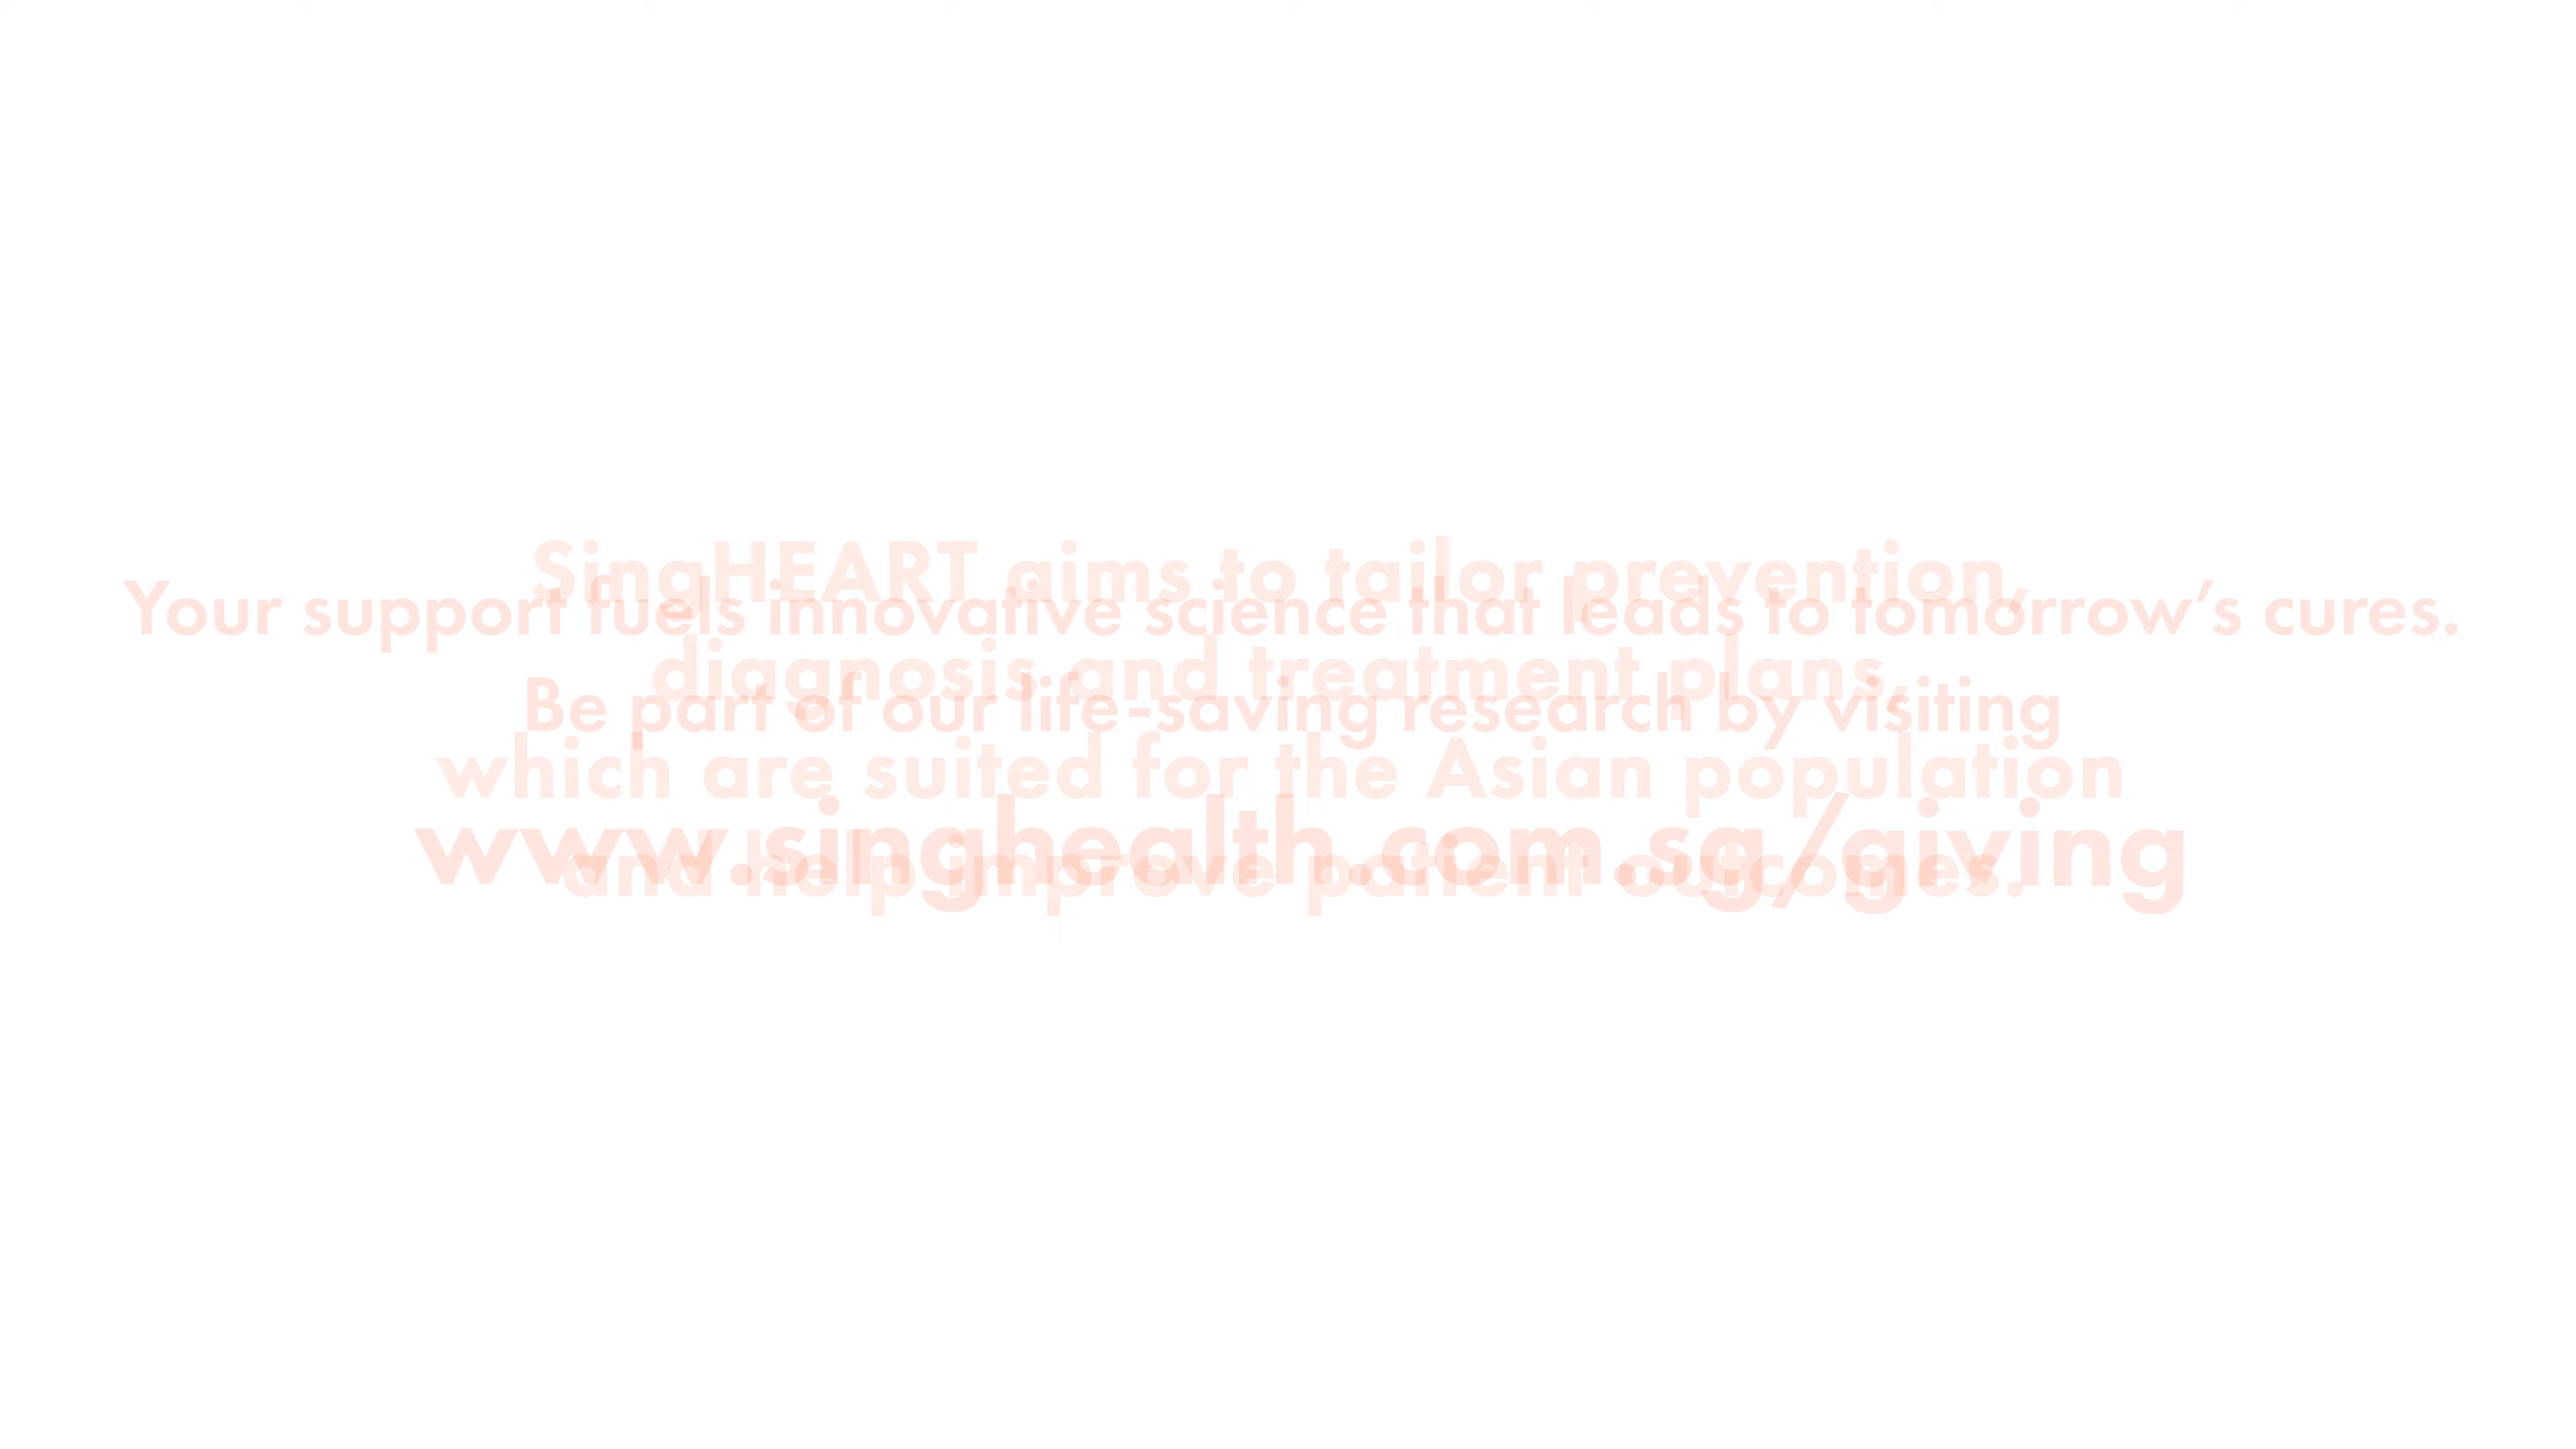 SingHEART aims to tailor prevention,
Your support fuels innovative science that leads to tomorrow’s cures.
diagnosis and treatment plans,
Be part of our life-saving research by visiting
which are suited for the Asian population
www.singhealth.com.sg/giving
and help improve patient outcomes.